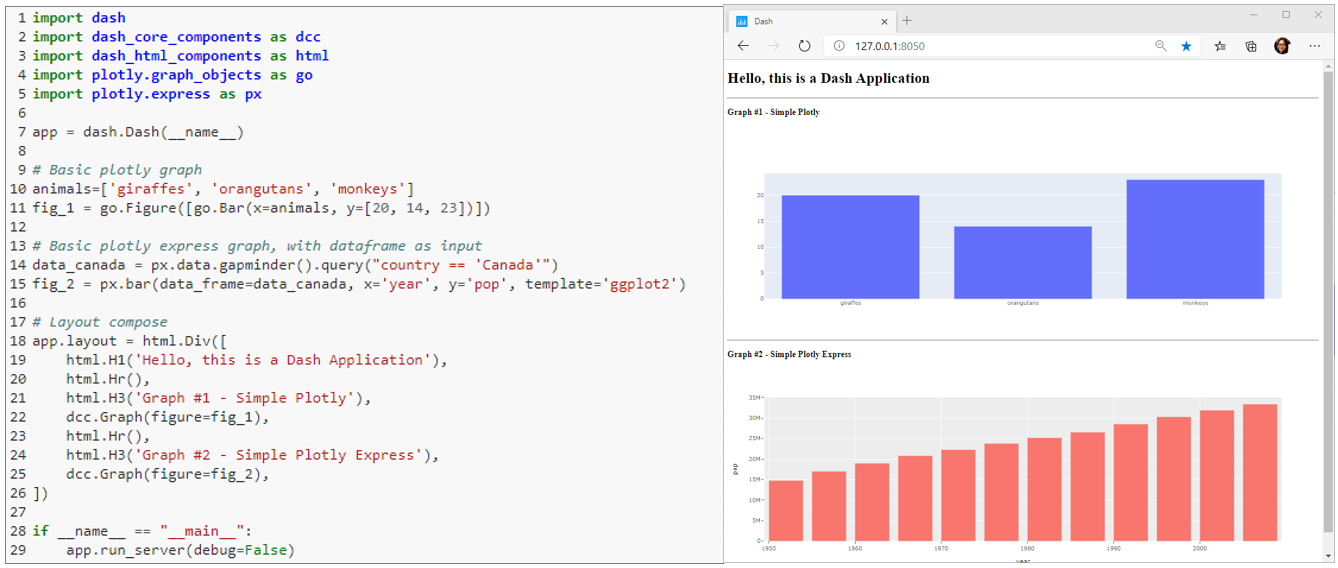 1 import dash
2 import dash_core_components as dcc
3 import dash_html_components as html
4 import plotly.graph_objects as go
5 import plotly.express as px
6
7 app = dash.Dash(__name__)
8
9 # Basic plotly graph
10 animals=['giraffes', 'orangutans', 'monkeys']
11 fig_1 = go.Figure([go.Bar(x=animals, y=[20, 14, 23])])
12
13 # Basic plotly express graph, with dataframe as input
14 data_canada = px.data.gapminder().query("country == 'Canada'")
15 fig_2 = px.bar(data_frame=data_canada, x='year', y='pop', template='ggplot2')
16
17 # Layout compose
18 app.layout = html.Div([
19     html.H1('Hello, this is a Dash Application'),
20     html.Hr(),
21     html.H3('Graph #1 - Simple Plotly'),
22     dcc.Graph(figure=fig_1),
23     html.Hr(),
24     html.H3('Graph #2 - Simple Plotly Express'),
25     dcc.Graph(figure=fig_2),
26 ])
27
28 if __name__ == "__main__":
29     app.run_server(debug=False)
Dash
127.0.0.1:8050
Hello, this is a Dash Application
Graph #1 - Simple Plotly
20
15
10
5
0
giraffes orangutans monkeys
Graph #2 - Simple Plotly Express
35M
30M
25M
20M
15M
10M
5M
0
pop
1950 1960 1970 1980 1990 2000
year